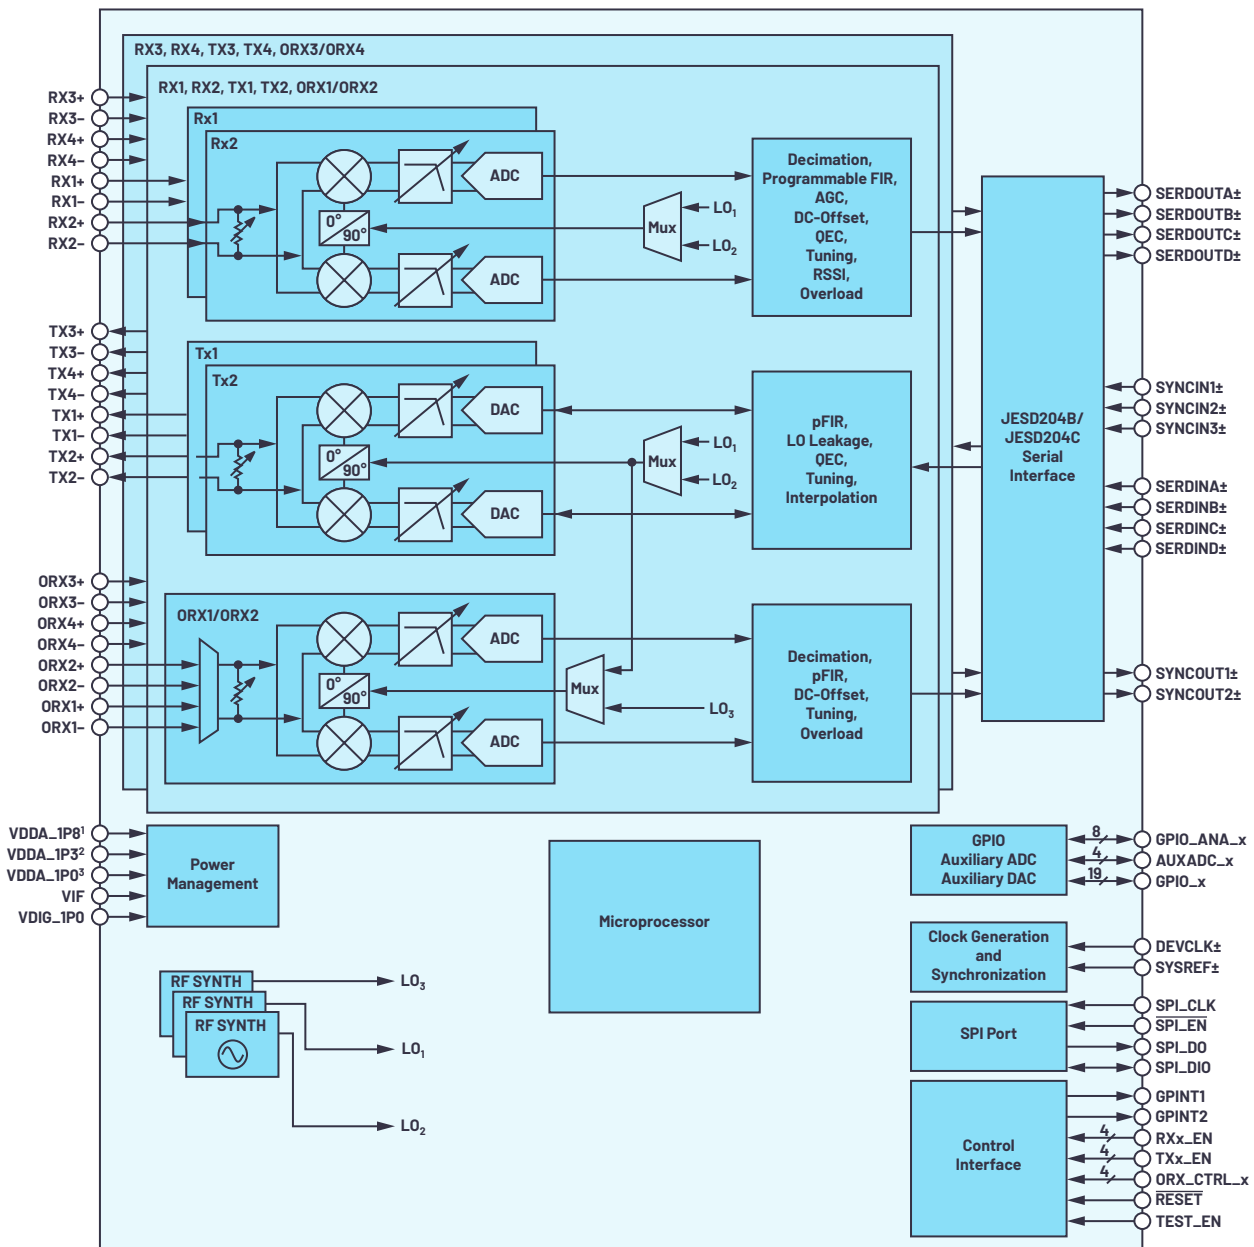 RX3, RX4, TX3, TX4, ORX3/ORX4
RX1, RX2, TX1, TX2, ORX1/ORX2
RX3+
RX3–
RX4+
RX4–
RX1+
RX1–
RX2+
RX2–
Rx1
Rx2
0°
90°
ADC
ADC
Mux
LO1
LO2
Decimation,
Programmable FIR,
AGC,
DC-Offset,
QEC,
Tuning,
RSSI,
Overload
TX3+
TX3–
TX4+
TX4–
TX1+
TX1–
TX2+
TX2–
Tx1
Tx2
0°
90°
DAC
DAC
Mux
LO1
LO2
pFIR,
LO Leakage,
QEC,
Tuning,
Interpolation
ORX3+
ORX3–
ORX4+
ORX4–
ORX2+
ORX2–
ORX1+
ORX1–
ORX1/ORX2
0°
90°
ADC
ADC
Mux
LO3
Decimation,
pFIR,
DC-Offset,
Tuning,
Overload
JESD204B/
JESD204C
Serial
Interface
SERDOUTA±
SERDOUTB±
SERDOUTC±
SERDOUTD±
SYNCIN1±
SYNCIN2±
SYNCIN3±
SERDINA±
SERDINB±
SERDINC±
SERDIND±
SYNCOUT1±
SYNCOUT2±
VDDA_1P8¹
VDDA_1P3²
VDDA_1P0³
VIF
VDIG_1P0
Power
Management
RF SYNTH
RF SYNTH
RF SYNTH
LO3
LO1
LO2
Microprocessor
GPIO
Auxiliary ADC
Auxiliary DAC
8
4
19
GPIO_ANA_x
AUXADC_x
GPIO_x
Clock Generation
and
Synchronization
DEVCLK±
SYSREF±
SPI Port
SPI_CLK
SPI_EN
SPI_DO
SPI_DIO
Control
Interface
4
4
4
GPINT1
GPINT2
RXx_EN
TXx_EN
ORX_CTRL_x
RESET
TEST_EN